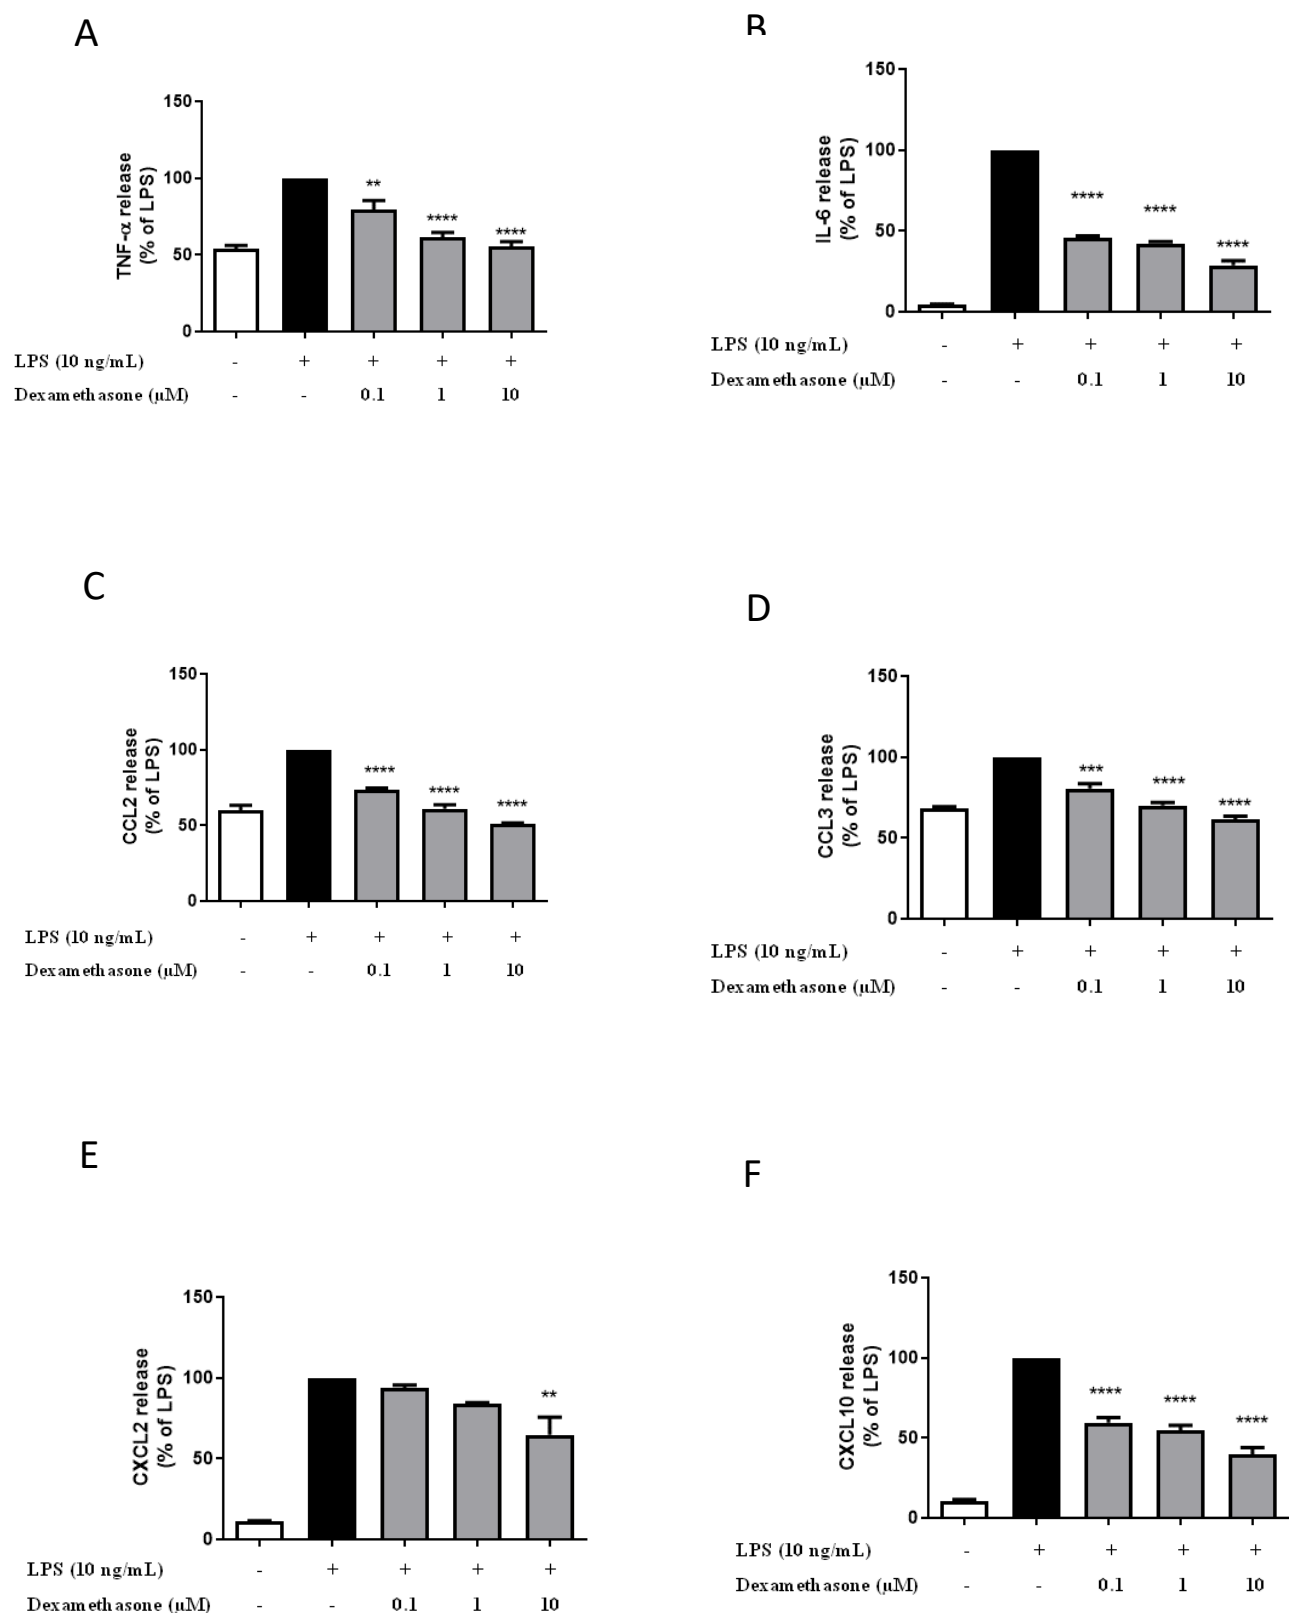 A
150
100
50
0
TNF-α release
(% of LPS)
**
****
****
LPS (10 ng/mL) - + + + +
Dexamethasone (µM) - - 0.1 1 10
B
150
100
50
0
IL-6 release
(% of LPS)
****
****
****
LPS (10 ng/mL) - + + + +
Dexamethasone (µM) - - 0.1 1 10
C
150
100
50
0
CCL2 release
(% of LPS)
****
****
****
LPS (10 ng/mL) - + + + +
Dexamethasone (µM) - - 0.1 1 10
D
150
100
50
0
CCL3 release
(% of LPS)
***
****
****
LPS (10 ng/mL) - + + + +
Dexamethasone (µM) - - 0.1 1 10
E
150
100
50
0
CXCL2 release
(% of LPS)
**
LPS (10 ng/mL) - + + + +
Dexamethasone (µM) - - 0.1 1 10
F
150
100
50
0
CXCL10 release
(% of LPS)
****
****
****
LPS (10 ng/mL) - + + + +
Dexamethasone (µM) - - 0.1 1 10